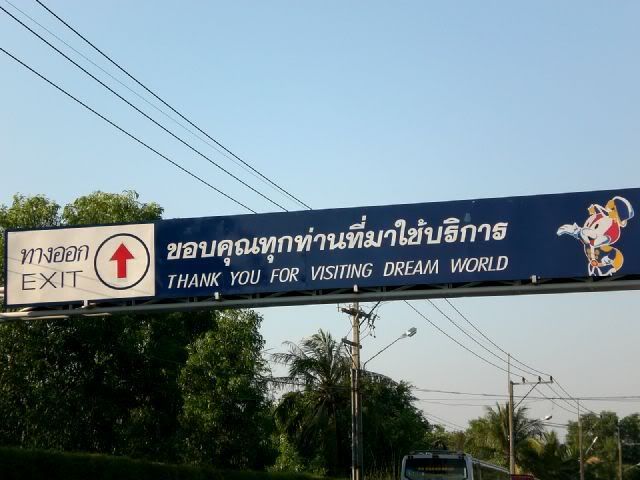 ทางออก
EXIT
ขอบคุณทุกท่านที่มาใช้บริการ
THANK YOU FOR VISITING DREAM WORLD